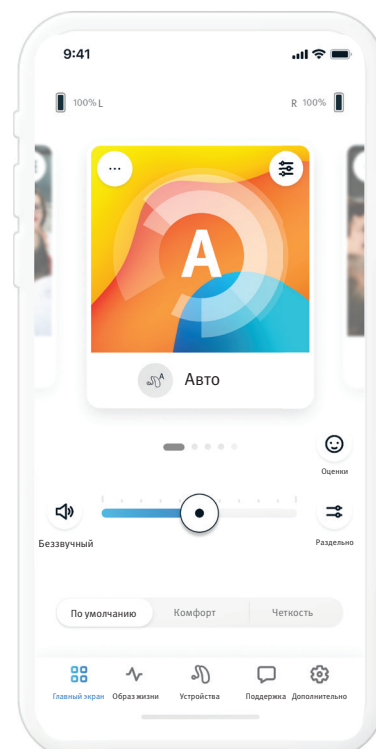 9:41
100% L
R 100%
...
A
A
Авто
Оценки
Беззвучный
Раздельно
По умолчанию Комфорт Четкость
Главный экран Образ жизни Устройства Поддержка Дополнительно